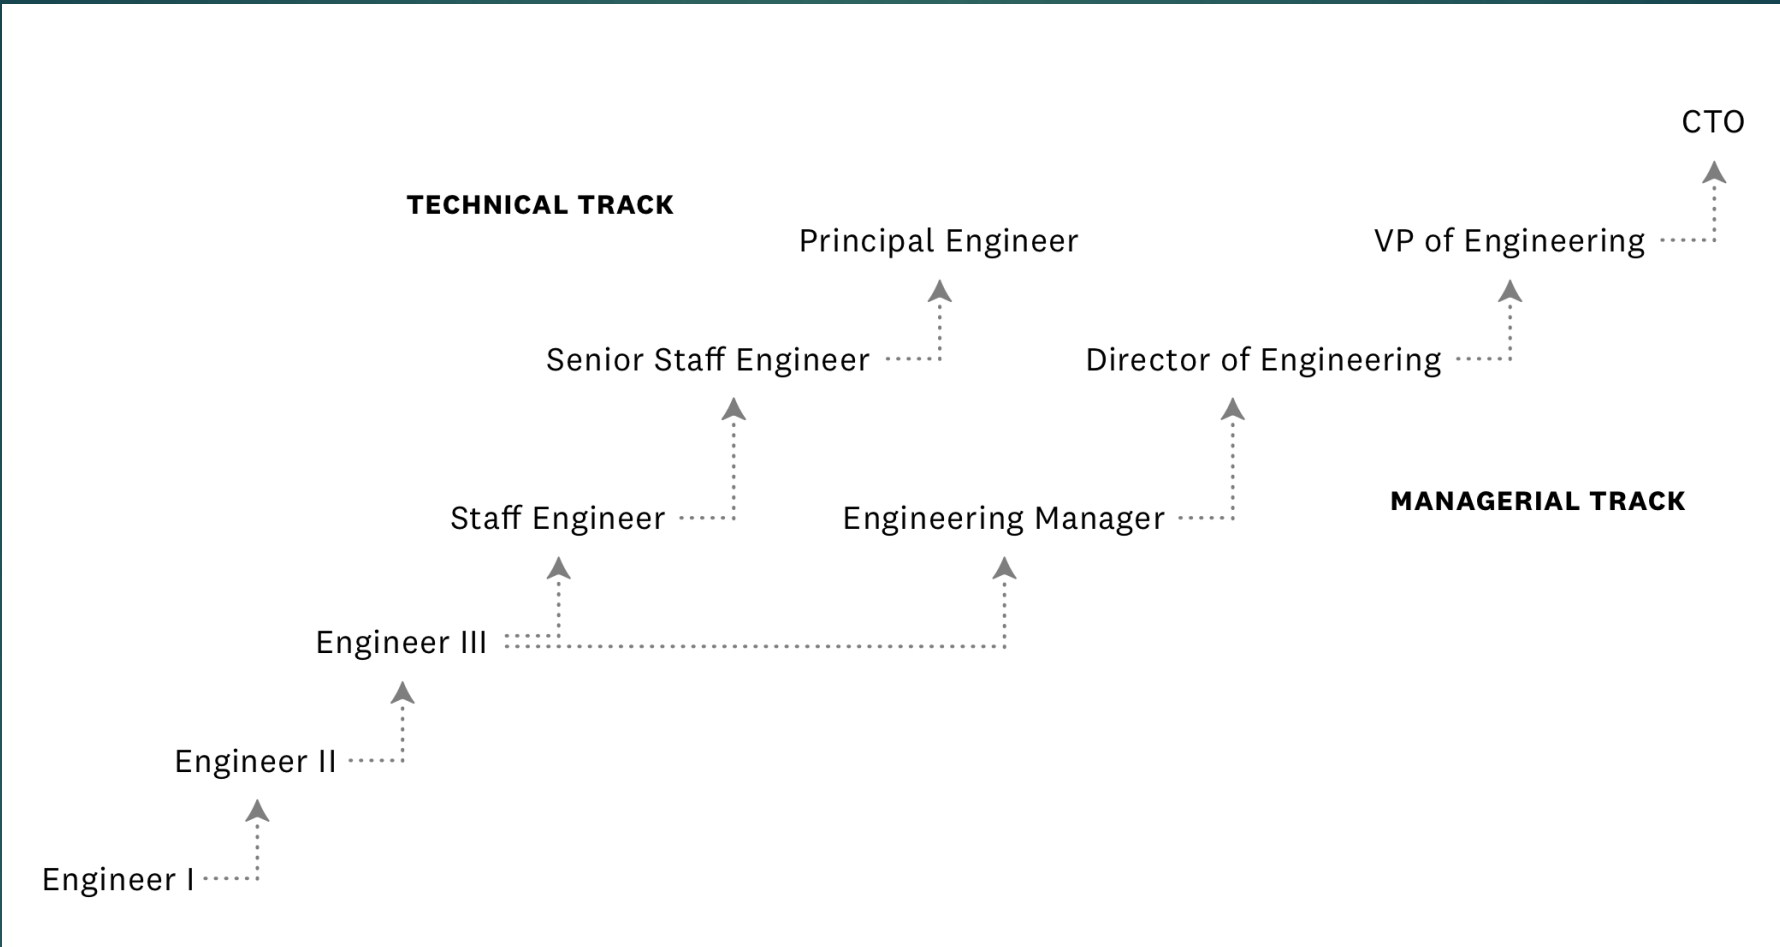 CTO
TECHNICAL TRACK
Principal Engineer
VP of Engineering
Senior Staff Engineer
Director of Engineering
Staff Engineer
Engineering Manager
MANAGERIAL TRACK
Engineer III
Engineer II
Engineer I